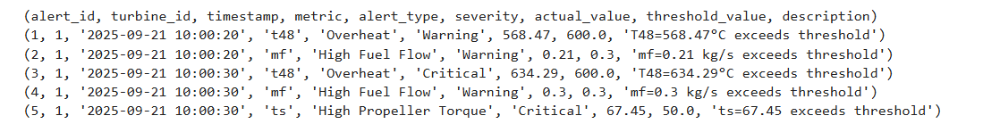 (alert_id, turbine_id, timestamp, metric, alert_type, severity, actual_value, threshold_value, description)
(1, 1, '2025-09-21 10:00:20', 't48', 'Overheat', 'Warning', 568.47, 600.0, 'T48=568.47°C exceeds threshold')
(2, 1, '2025-09-21 10:00:20', 'mf', 'High Fuel Flow', 'Warning', 0.21, 0.3, 'mf=0.21 kg/s exceeds threshold')
(3, 1, '2025-09-21 10:00:30', 't48', 'Overheat', 'Critical', 634.29, 600.0, 'T48=634.29°C exceeds threshold')
(4, 1, '2025-09-21 10:00:30', 'mf', 'High Fuel Flow', 'Warning', 0.3, 0.3, 'mf=0.3 kg/s exceeds threshold')
(5, 1, '2025-09-21 10:00:30', 'ts', 'High Propeller Torque', 'Critical', 67.45, 50.0, 'ts=67.45 exceeds threshold')